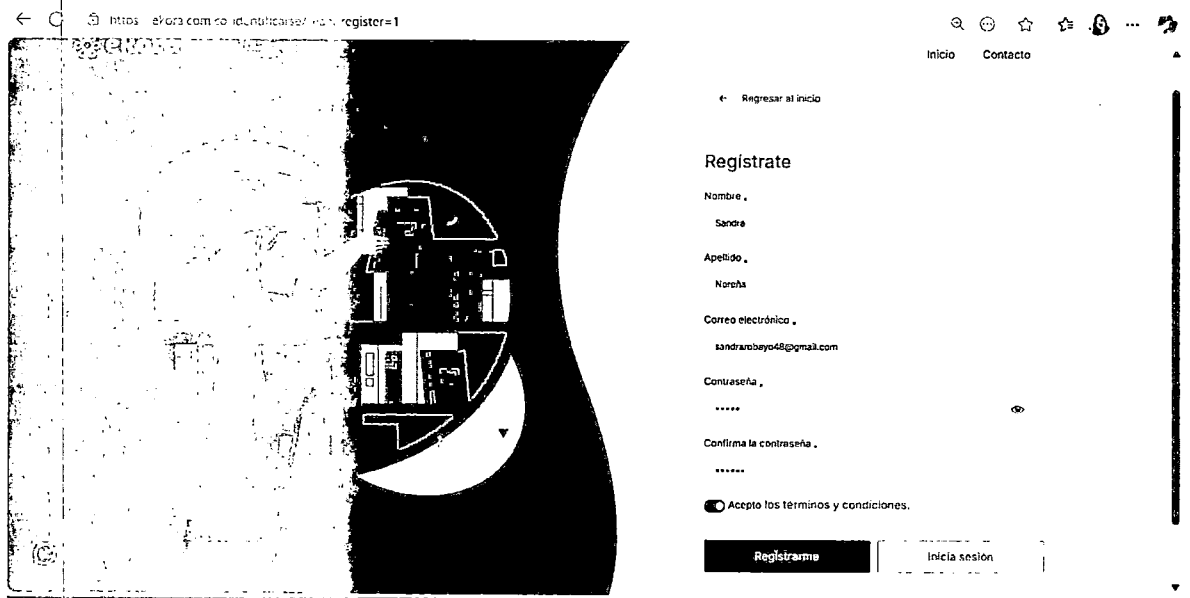 register=1
Inicio Contacto
← Regresar al inicio
Regístrate
Nombre *
Sandra
Apellido *
Noreña
Correo electrónico *
sandrarobayo48@gmail.com
Contraseña *
•••••
Confirma la contraseña *
••••••
Acepto los términos y condiciones.
Registrarme Inicia sesión